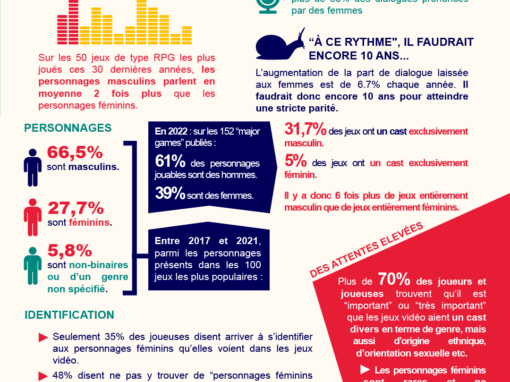 Sur les 50 jeux de type RPG les plus
joués ces 30 dernières années, les
personnages masculins parlent en
moyenne 2 fois plus que les
personnages féminins.
des dialogues prononcés
par des femmes
“À CE RYTHME", IL FAUDRAIT
ENCORE 10 ANS...
L’augmentation de la part de dialogue laissée
aux femmes est de 6.7% chaque année. Il
faudrait donc encore 10 ans pour atteindre
une stricte parité.
PERSONNAGES
66,5%
sont masculins.
27,7%
sont féminins.
5,8%
sont non-binaires
ou d’un genre
non spécifié.
En 2022 : sur les 152 “major
games” publiés :
61% des personnages
jouables sont des hommes.
39% sont des femmes.
Entre 2017 et 2021,
parmi les personnages
présents dans les 100
jeux les plus populaires :
31,7% des jeux ont un cast exclusivement
masculin.
5% des jeux ont un cast exclusivement
féminin.
Il y a donc 6 fois plus de jeux entièrement
masculin que de jeux entièrement féminins.
IDENTIFICATION
Seulement 35% des joueuses disent arriver à s’identifier
aux personnages féminins qu’elles voient dans les jeux
vidéo.
48% disent ne pas y trouver de “personnages féminins
DES ATTENTES ELEVÉES
Plus de 70% des joueurs et
joueuses trouvent qu’il est
“important” ou “très important”
que les jeux vidéo aient un cast
divers en terme de genre, mais
aussi d’origine ethnique,
d’orientation sexuelle etc.
Les personnages féminins
sont rares et ne